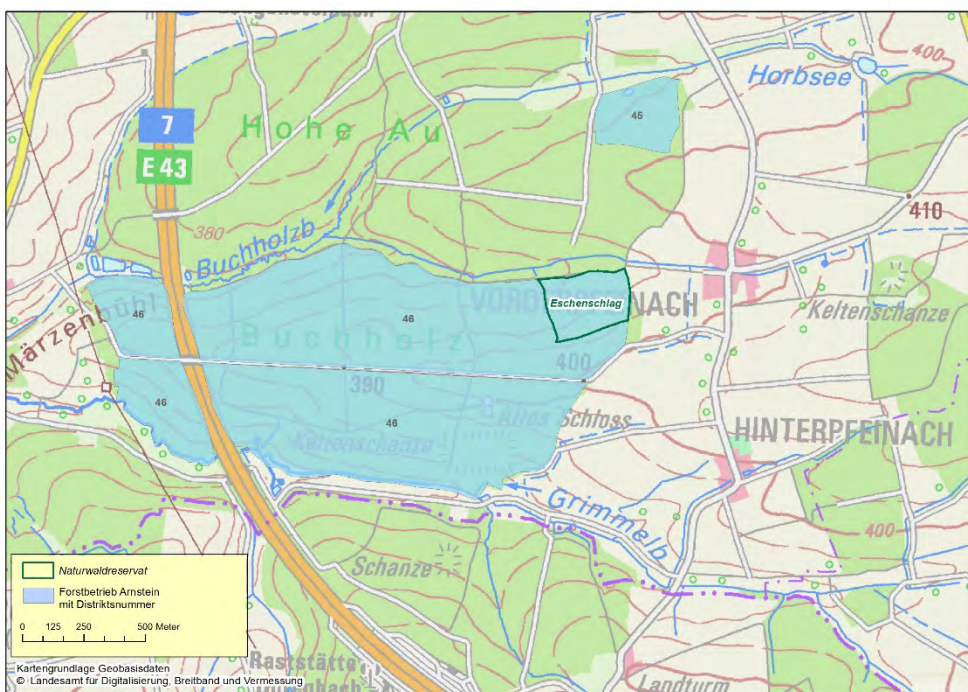 400
Horbsee
7
Hohe Au
45
E 43
410
380
Buchholzb
Eschenschlag
46
46
Keltenschanze
Märzenbühl
Buchholz
400
390
46
46
Altes Schloss
Keltenschanze
HINTERPFEINACH
Grimmelb
400
Schanze
Naturwaldreservat
Forstbetrieb Arnstein
mit Distriktsnummer
0 125 250 500 Meter
Kartengrundlage Geobasisdaten
© Landesamt für Digitalisierung, Breitband und Vermessung
Raststätte
Landturm